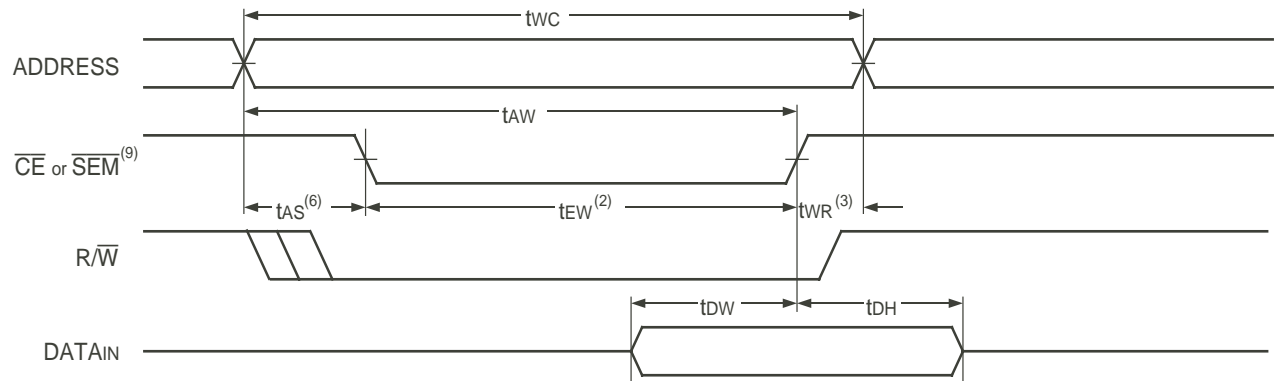 tWC
ADDRESS
tAW
CE or SEM(9)
tAS(6)
tEW(2)
tWR(3)
R/W
tDW
tDH
DATAIN